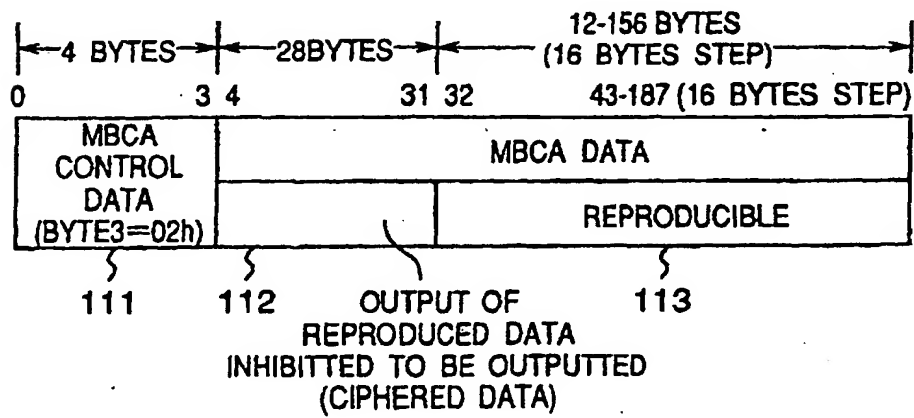 12-156 BYTES
4 BYTES 28BYTES (16 BYTES STEP)
0 3 4 31 32 43-187 (16 BYTES STEP)
MBCA
CONTROL
DATA
(BYTE3=02h)
MBCA DATA
REPRODUCIBLE
111 112 113
OUTPUT OF
REPRODUCED DATA
INHIBITTED TO BE OUTPUTTED
(CIPHERED DATA)